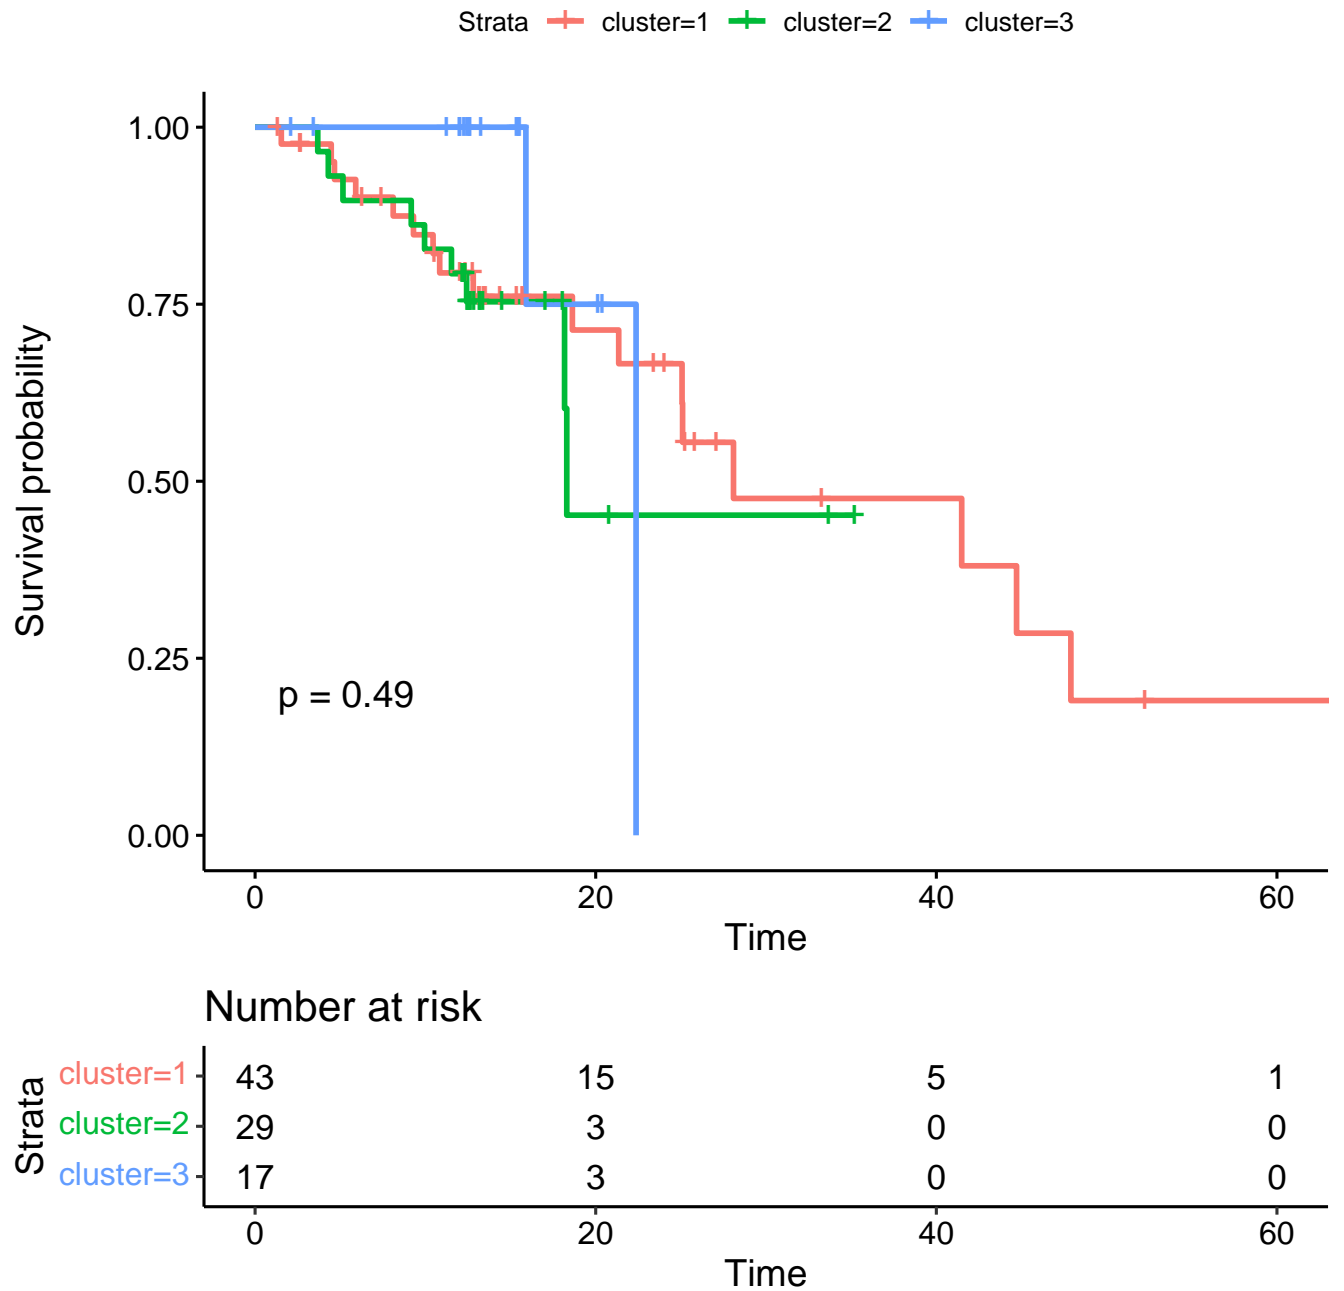 Strata cluster=1 cluster=2 cluster=3
1.00
0.75
0.50
0.25
0.00
Survival probability
p = 0.49
0 20 40 60
Time
Number at risk
Strata
cluster=1 43 15 5 1
cluster=2 29 3 0 0
cluster=3 17 3 0 0
0 20 40 60
Time